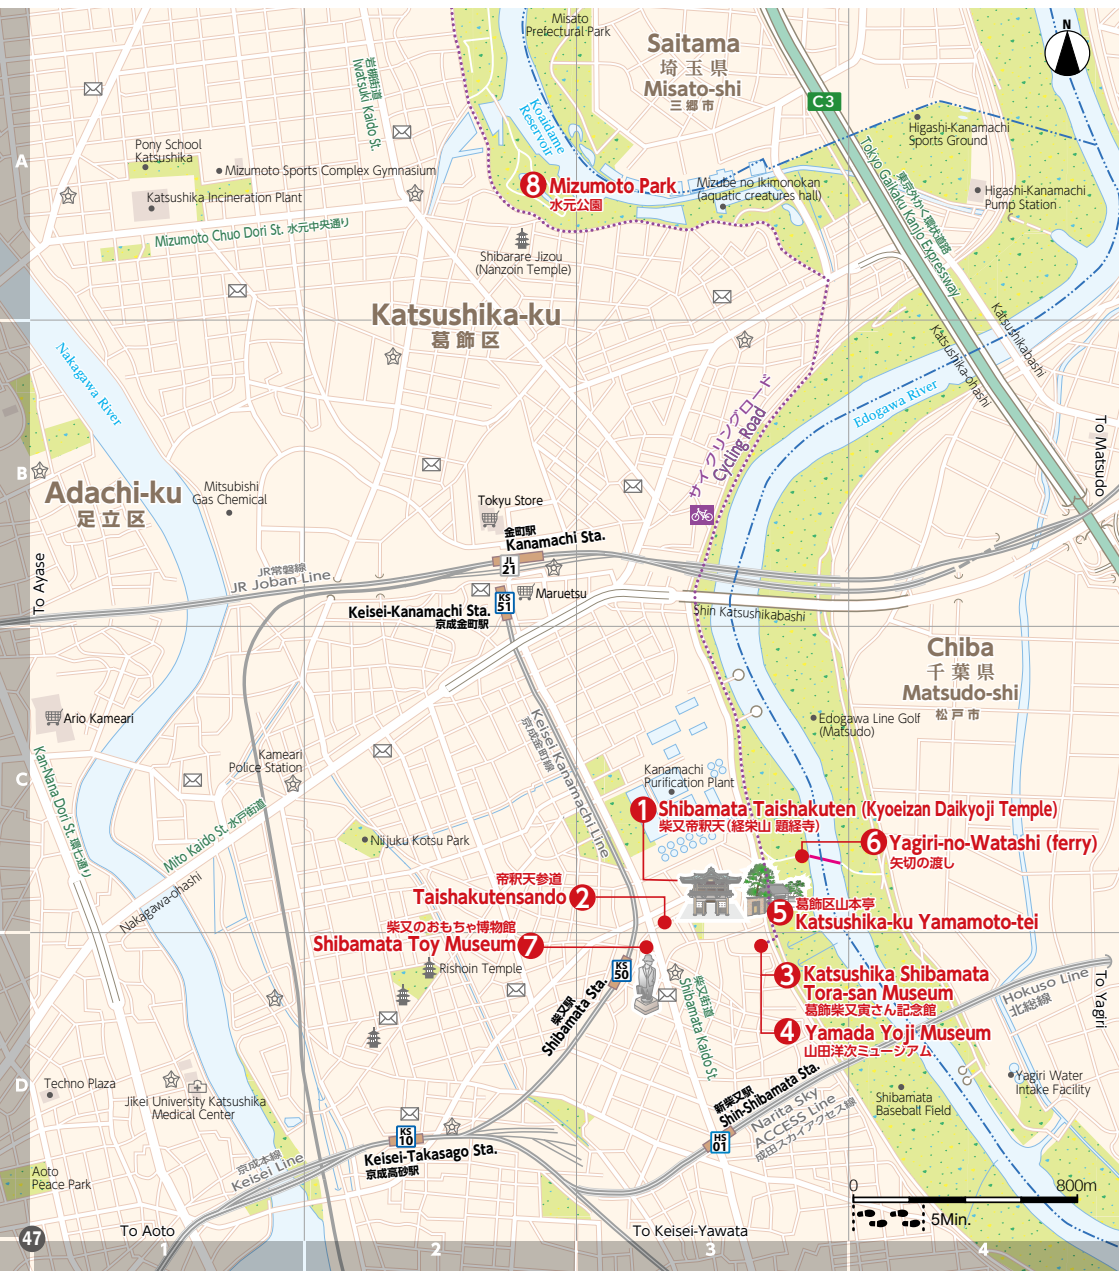 Misato
Prefectural Park
Saitama
埼玉県
Misato-shi
三郷市
N
C3
岩槻街道
Iwatsuki Kaido St.
Koaidame
Reservoir
Higashi-Kanamachi
Sports Ground
Pony School
Katsushika
Mizumoto Sports Complex Gymnasium
A
Katsushika Incineration Plant
8 Mizumoto Park
水元公園
Mizube no Ikimonokan
(aquatic creatures hall)
東京外かく環状道路
Tokyo Gaikaku Kanjo Expressway
Higashi-Kanamachi
Pump Station
Mizumoto Chuo Dori St. 水元中央通り
Shibarare Jizou
(Nanzoin Temple)
Katsushika-ku
葛飾区
Katsushikabashi
Katsushika-ohashi
Nakagawa River
Edogawa River
サイクリングロード
Cycling Road
To Matsudo
B
Adachi-ku
足立区
Mitsubishi
Gas Chemical
Tokyu Store
金町駅
Kanamachi Sta.
JL
21
JR常磐線
JR Joban Line
To Ayase
KS
51
Maruetsu
Keisei-Kanamachi Sta.
京成金町駅
Shin Katsushikabashi
Chiba
千葉県
Matsudo-shi
松戸市
Ario Kameari
Edogawa Line Golf
(Matsudo)
Keisei Kanamachi Line
京成金町線
Kan-Nana Dori St. 環七通り
Kameari
Police Station
C
Kanamachi
Purification Plant
1 Shibamata Taishakuten (Kyoeizan Daikyoji Temple)
柴又帝釈天(経栄山 題経寺)
Mito Kaido St. 水戸街道
Niijuku Kotsu Park
6 Yagiri-no-Watashi (ferry)
矢切の渡し
帝釈天参道
Taishakutensando 2
Nakagawa-ohashi
葛飾区山本亭
5 Katsushika-ku Yamamoto-tei
柴又のおもちゃ博物館
Shibamata Toy Museum 7
Rishoin Temple
KS
50
柴又駅
Shibamata Sta.
柴又街道
Shibamata Kaido St.
3 Katsushika Shibamata
Tora-san Museum
葛飾柴又寅さん記念館
4 Yamada Yoji Museum
山田洋次ミュージアム
Hokuso Line
北総線
To Yagiri
D
Techno Plaza
Jikei University Katsushika
Medical Center
新柴又駅
Shin-Shibamata Sta.
Narita Sky
ACCESS Line
成田スカイアクセス線
Shibamata
Baseball Field
Yagiri Water
Intake Facility
KS
10
HS
01
Keisei-Takasago Sta.
京成高砂駅
京成本線
Keisei Line
Aoto
Peace Park
0 800m
5Min.
47
To Aoto
To Keisei-Yawata
1 2 3 4